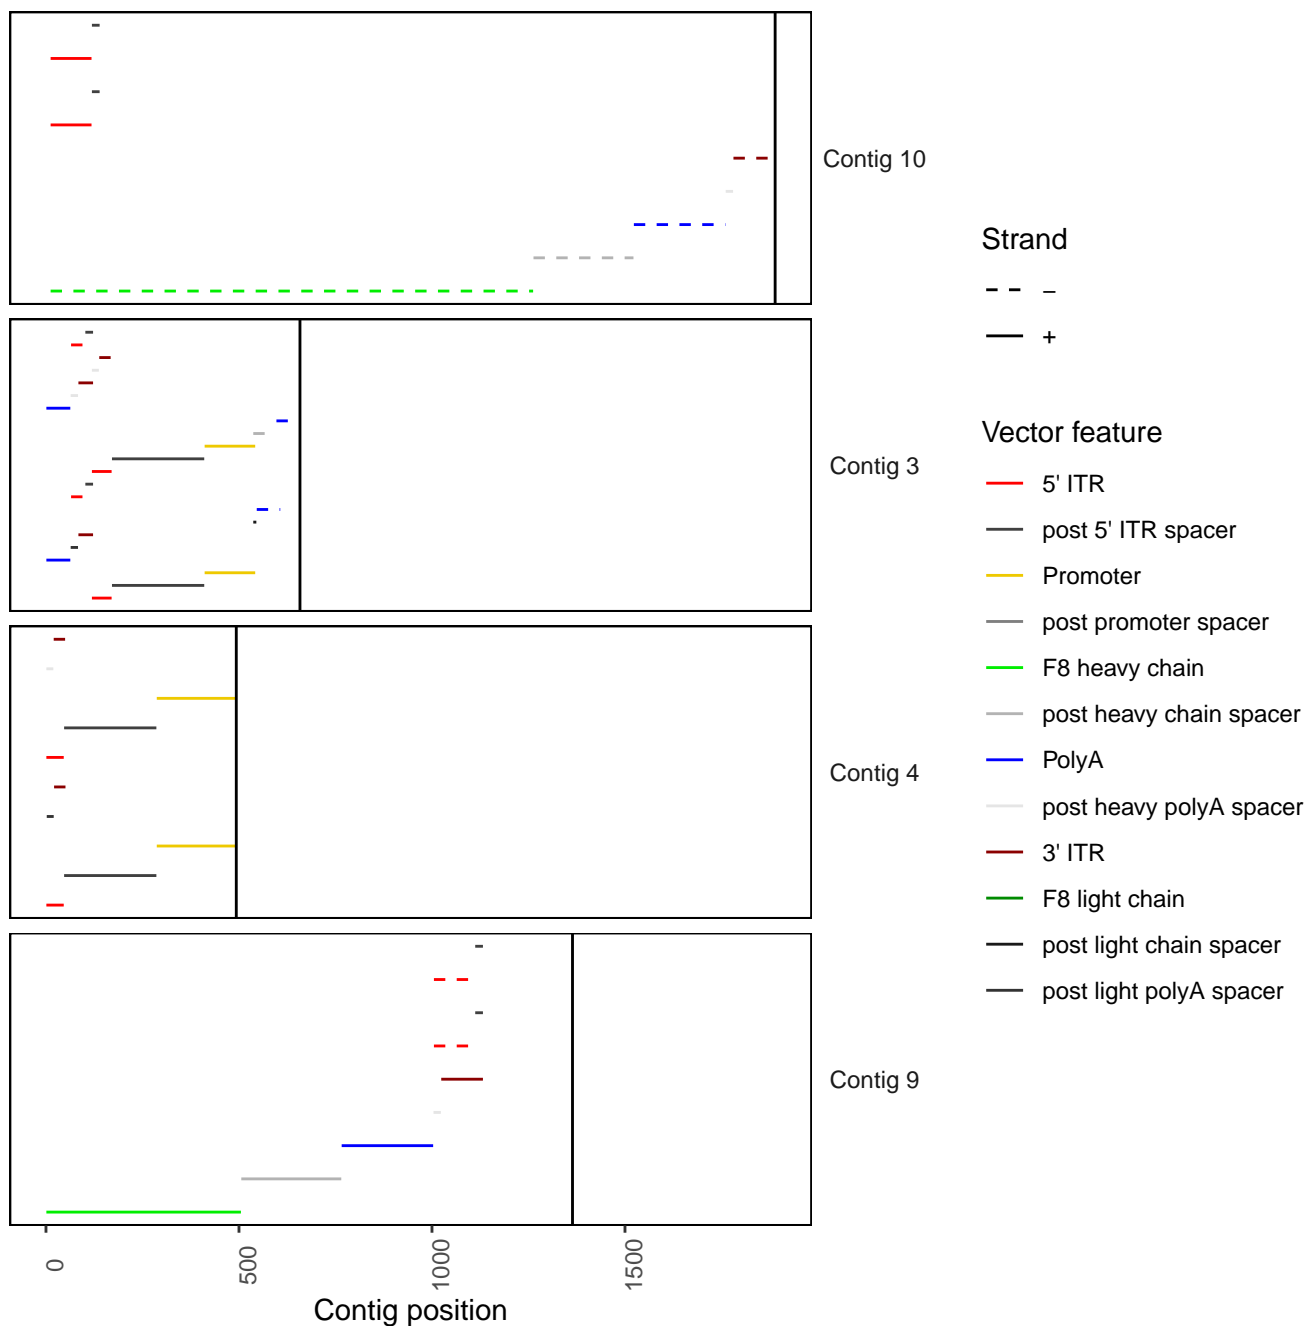 Contig 10
Contig 3
Contig 4
Contig 9
0
500
1000
1500
Contig position
Strand
−
+
Vector feature
5' ITR
post 5' ITR spacer
Promoter
post promoter spacer
F8 heavy chain
post heavy chain spacer
PolyA
post heavy polyA spacer
3' ITR
F8 light chain
post light chain spacer
post light polyA spacer